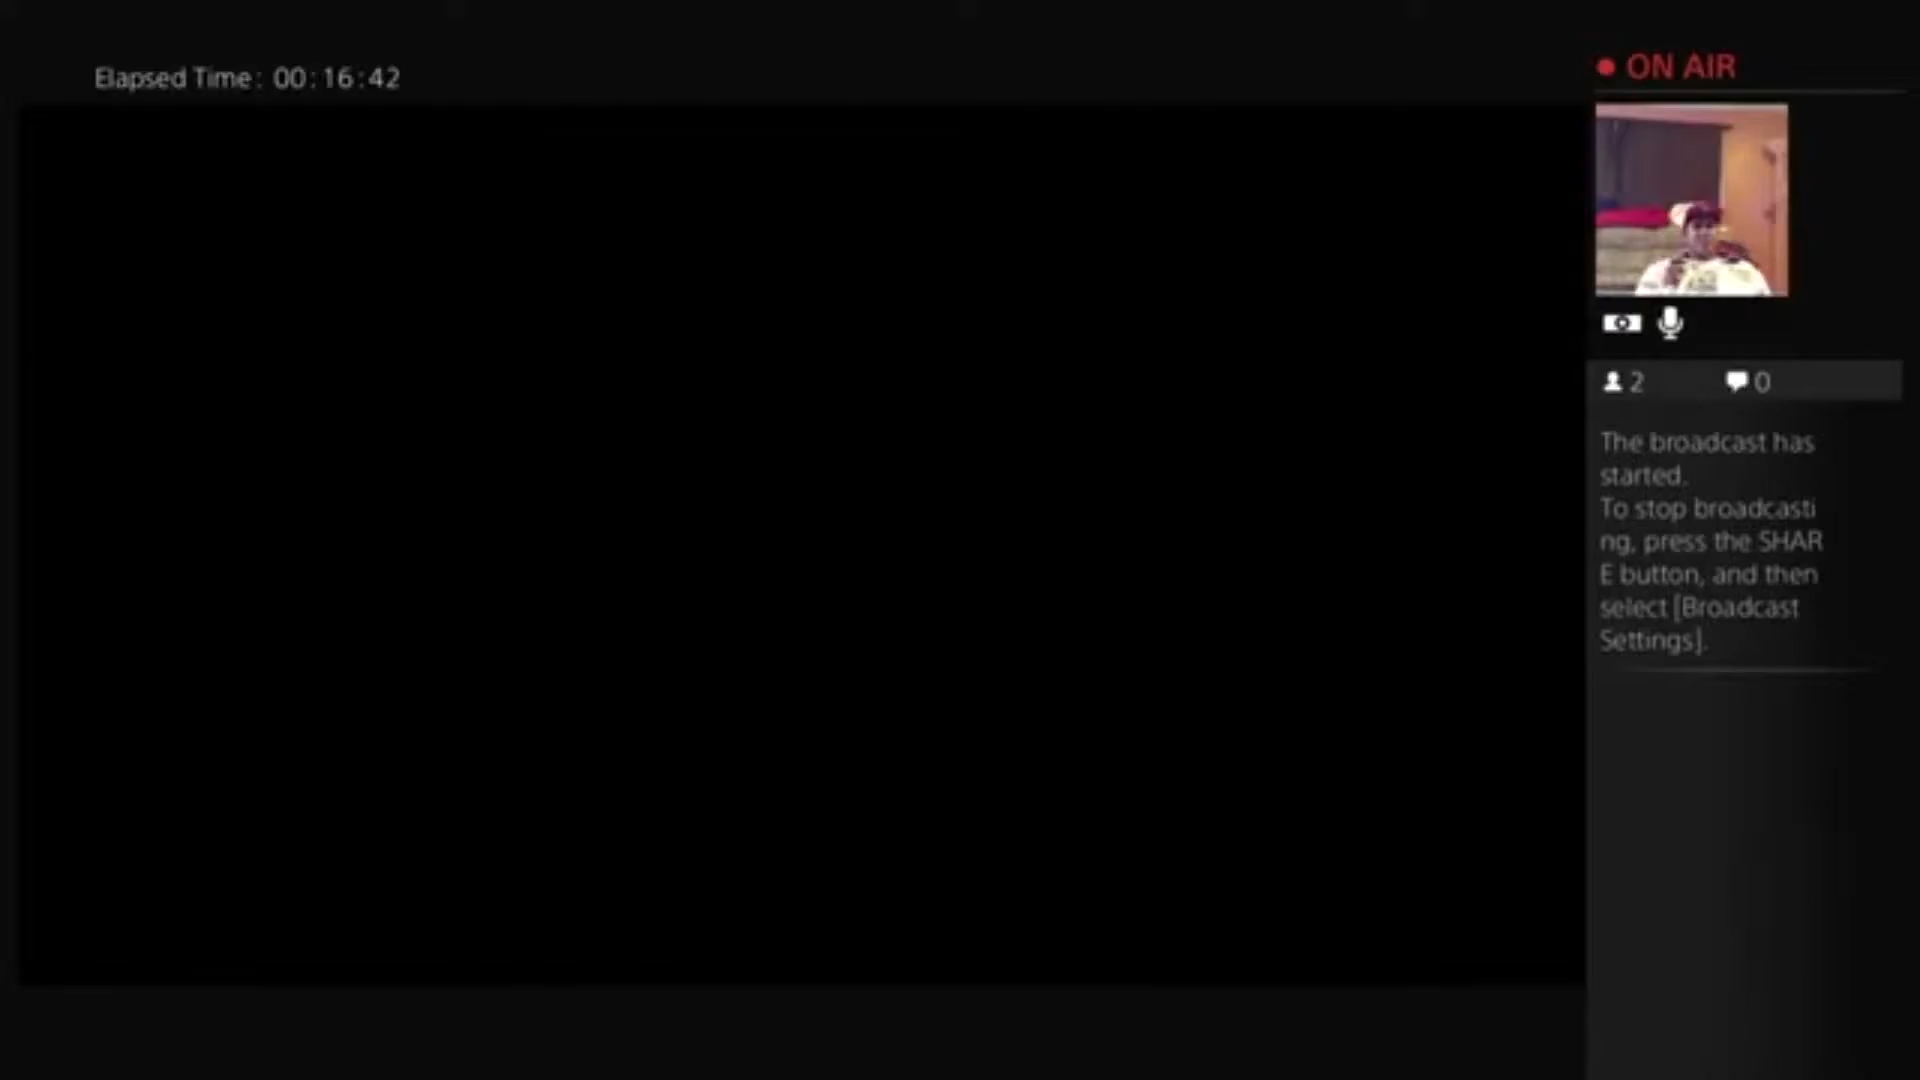 Elapsed Time: 00:16:42
ON AIR
2 0
The broadcast has
started.
To stop broadcasti
ng, press the SHAR
E button, and then
select [Broadcast
Settings].